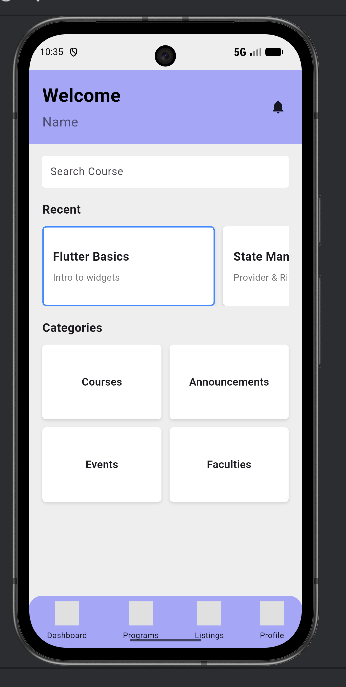 10:35
5G
Welcome
Name
Search Course
Recent
Flutter Basics
State Man
Intro to widgets
Provider & Ri
Categories
Courses
Announcements
Events
Faculties
Dashboard
Programs
Listings
Profile